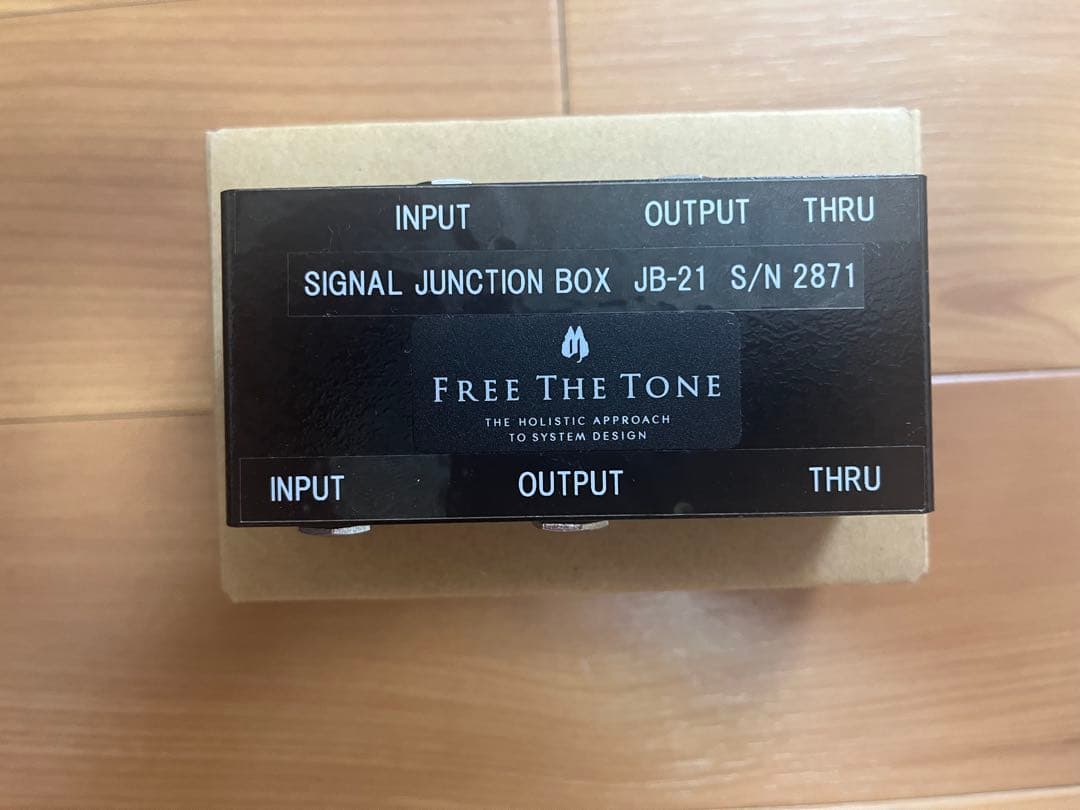 INPUT OUTPUT THRU
SIGNAL JUNCTION BOX JB-21 S/N 2871
FREE THE TONE
THE HOLISTIC APPROACH
TO SYSTEM DESIGN
INPUT OUTPUT THRU